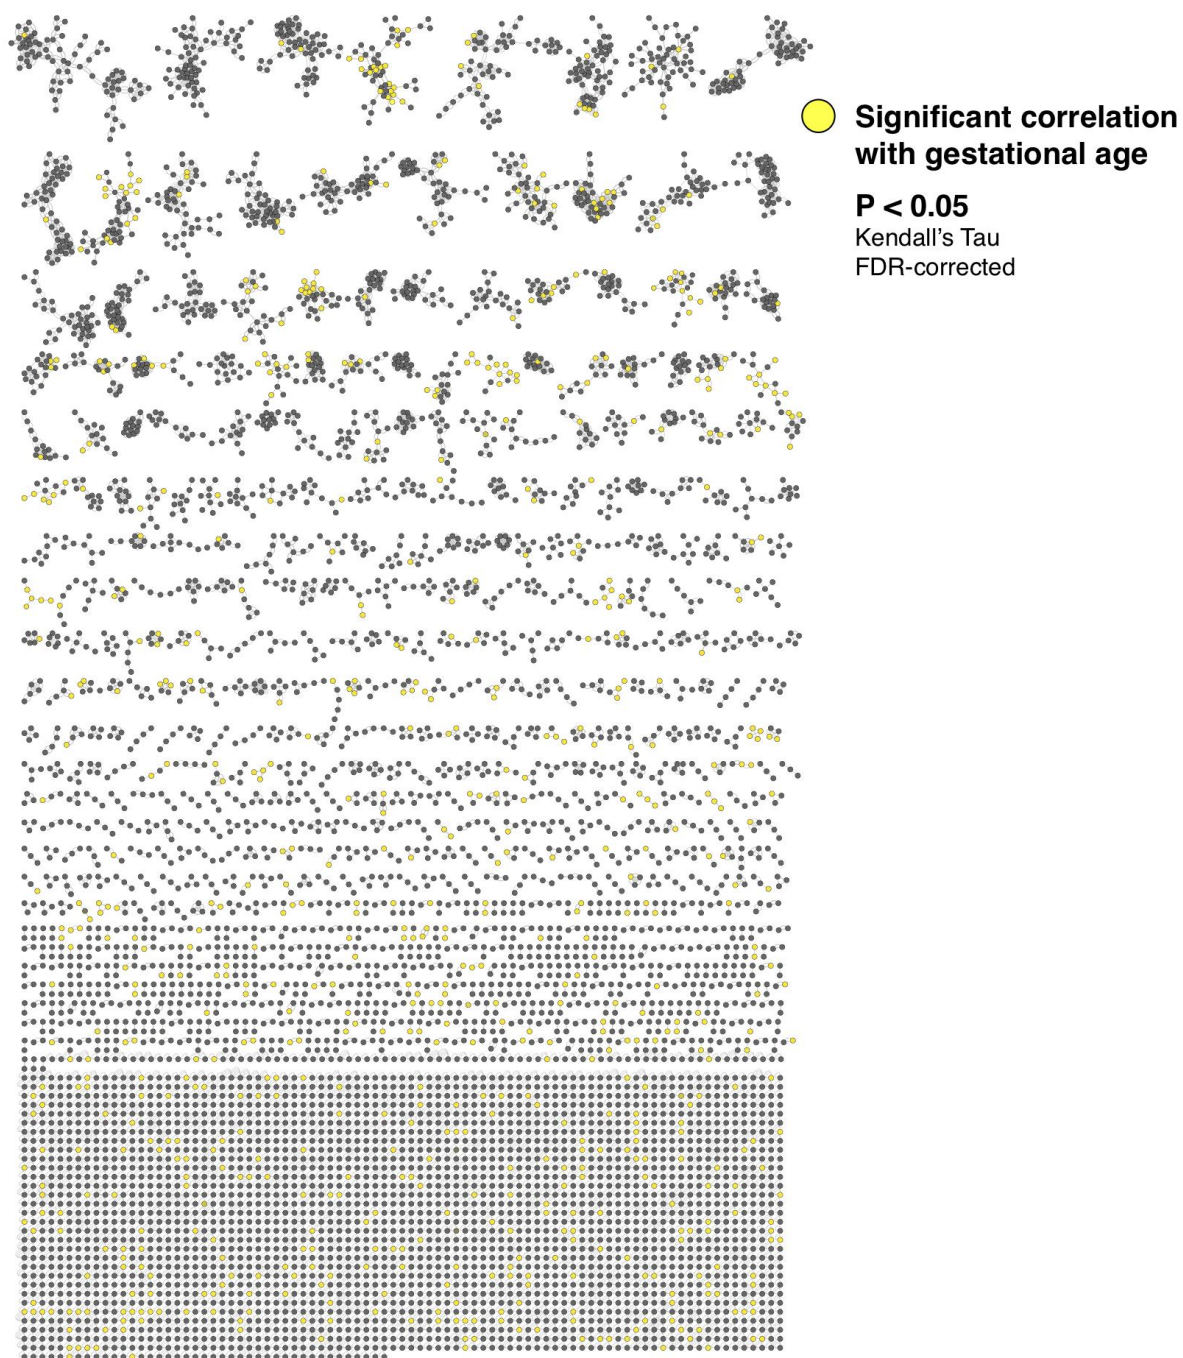 Significant correlation
with gestational age
P < 0.05
Kendall’s Tau
FDR-corrected